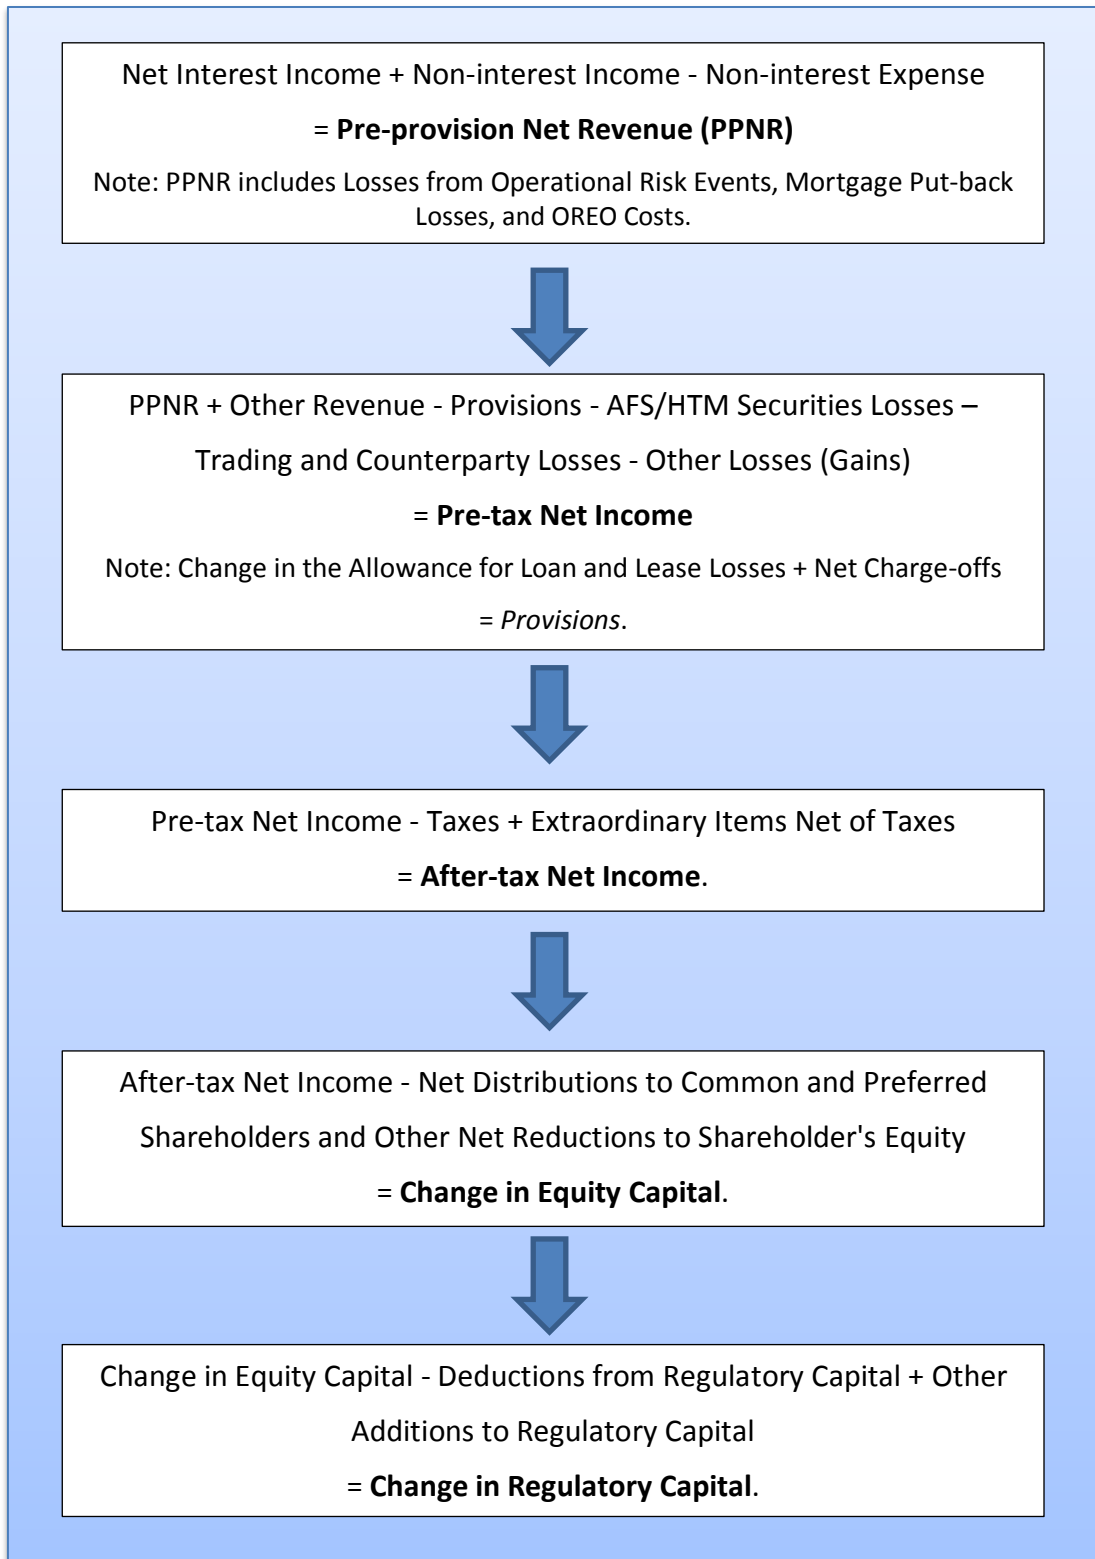 Net Interest Income + Non-interest Income - Non-interest Expense
= Pre-provision Net Revenue (PPNR)
Note: PPNR includes Losses from Operational Risk Events, Mortgage Put-back
Losses, and OREO Costs.
PPNR + Other Revenue - Provisions - AFS/HTM Securities Losses –
Trading and Counterparty Losses - Other Losses (Gains)
= Pre-tax Net Income
Note: Change in the Allowance for Loan and Lease Losses + Net Charge-offs
= Provisions.
Pre-tax Net Income - Taxes + Extraordinary Items Net of Taxes
= After-tax Net Income.
After-tax Net Income - Net Distributions to Common and Preferred
Shareholders and Other Net Reductions to Shareholder's Equity
= Change in Equity Capital.
Change in Equity Capital - Deductions from Regulatory Capital + Other
Additions to Regulatory Capital
= Change in Regulatory Capital.